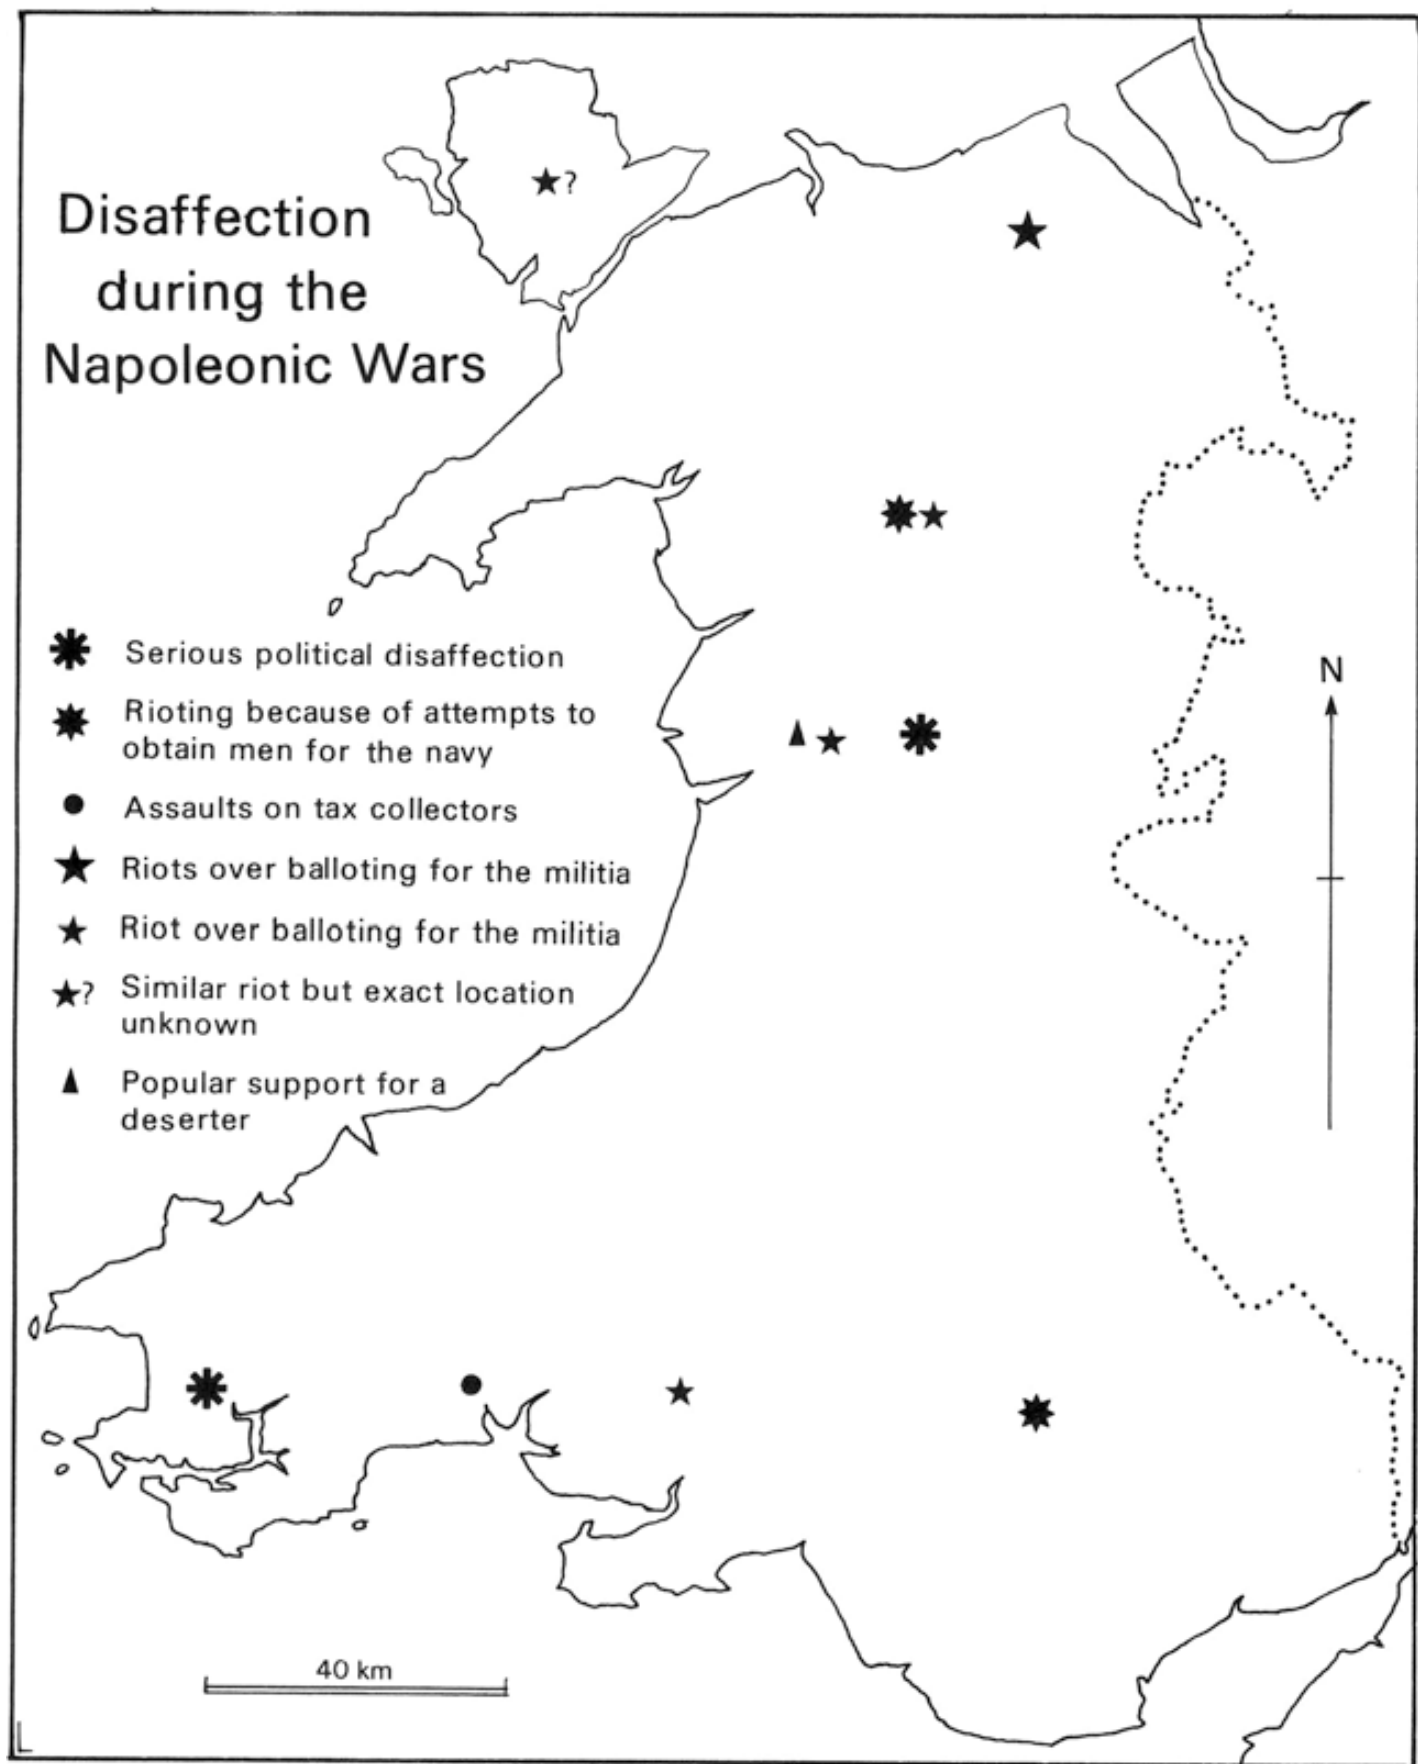 Disaffection
during the
Napoleonic Wars
?
Serious political disaffection
Rioting because of attempts to
obtain men for the navy
Assaults on tax collectors
Riots over balloting for the militia
Riot over balloting for the militia
? Similar riot but exact location
unknown
Popular support for a
deserter
N
40 km